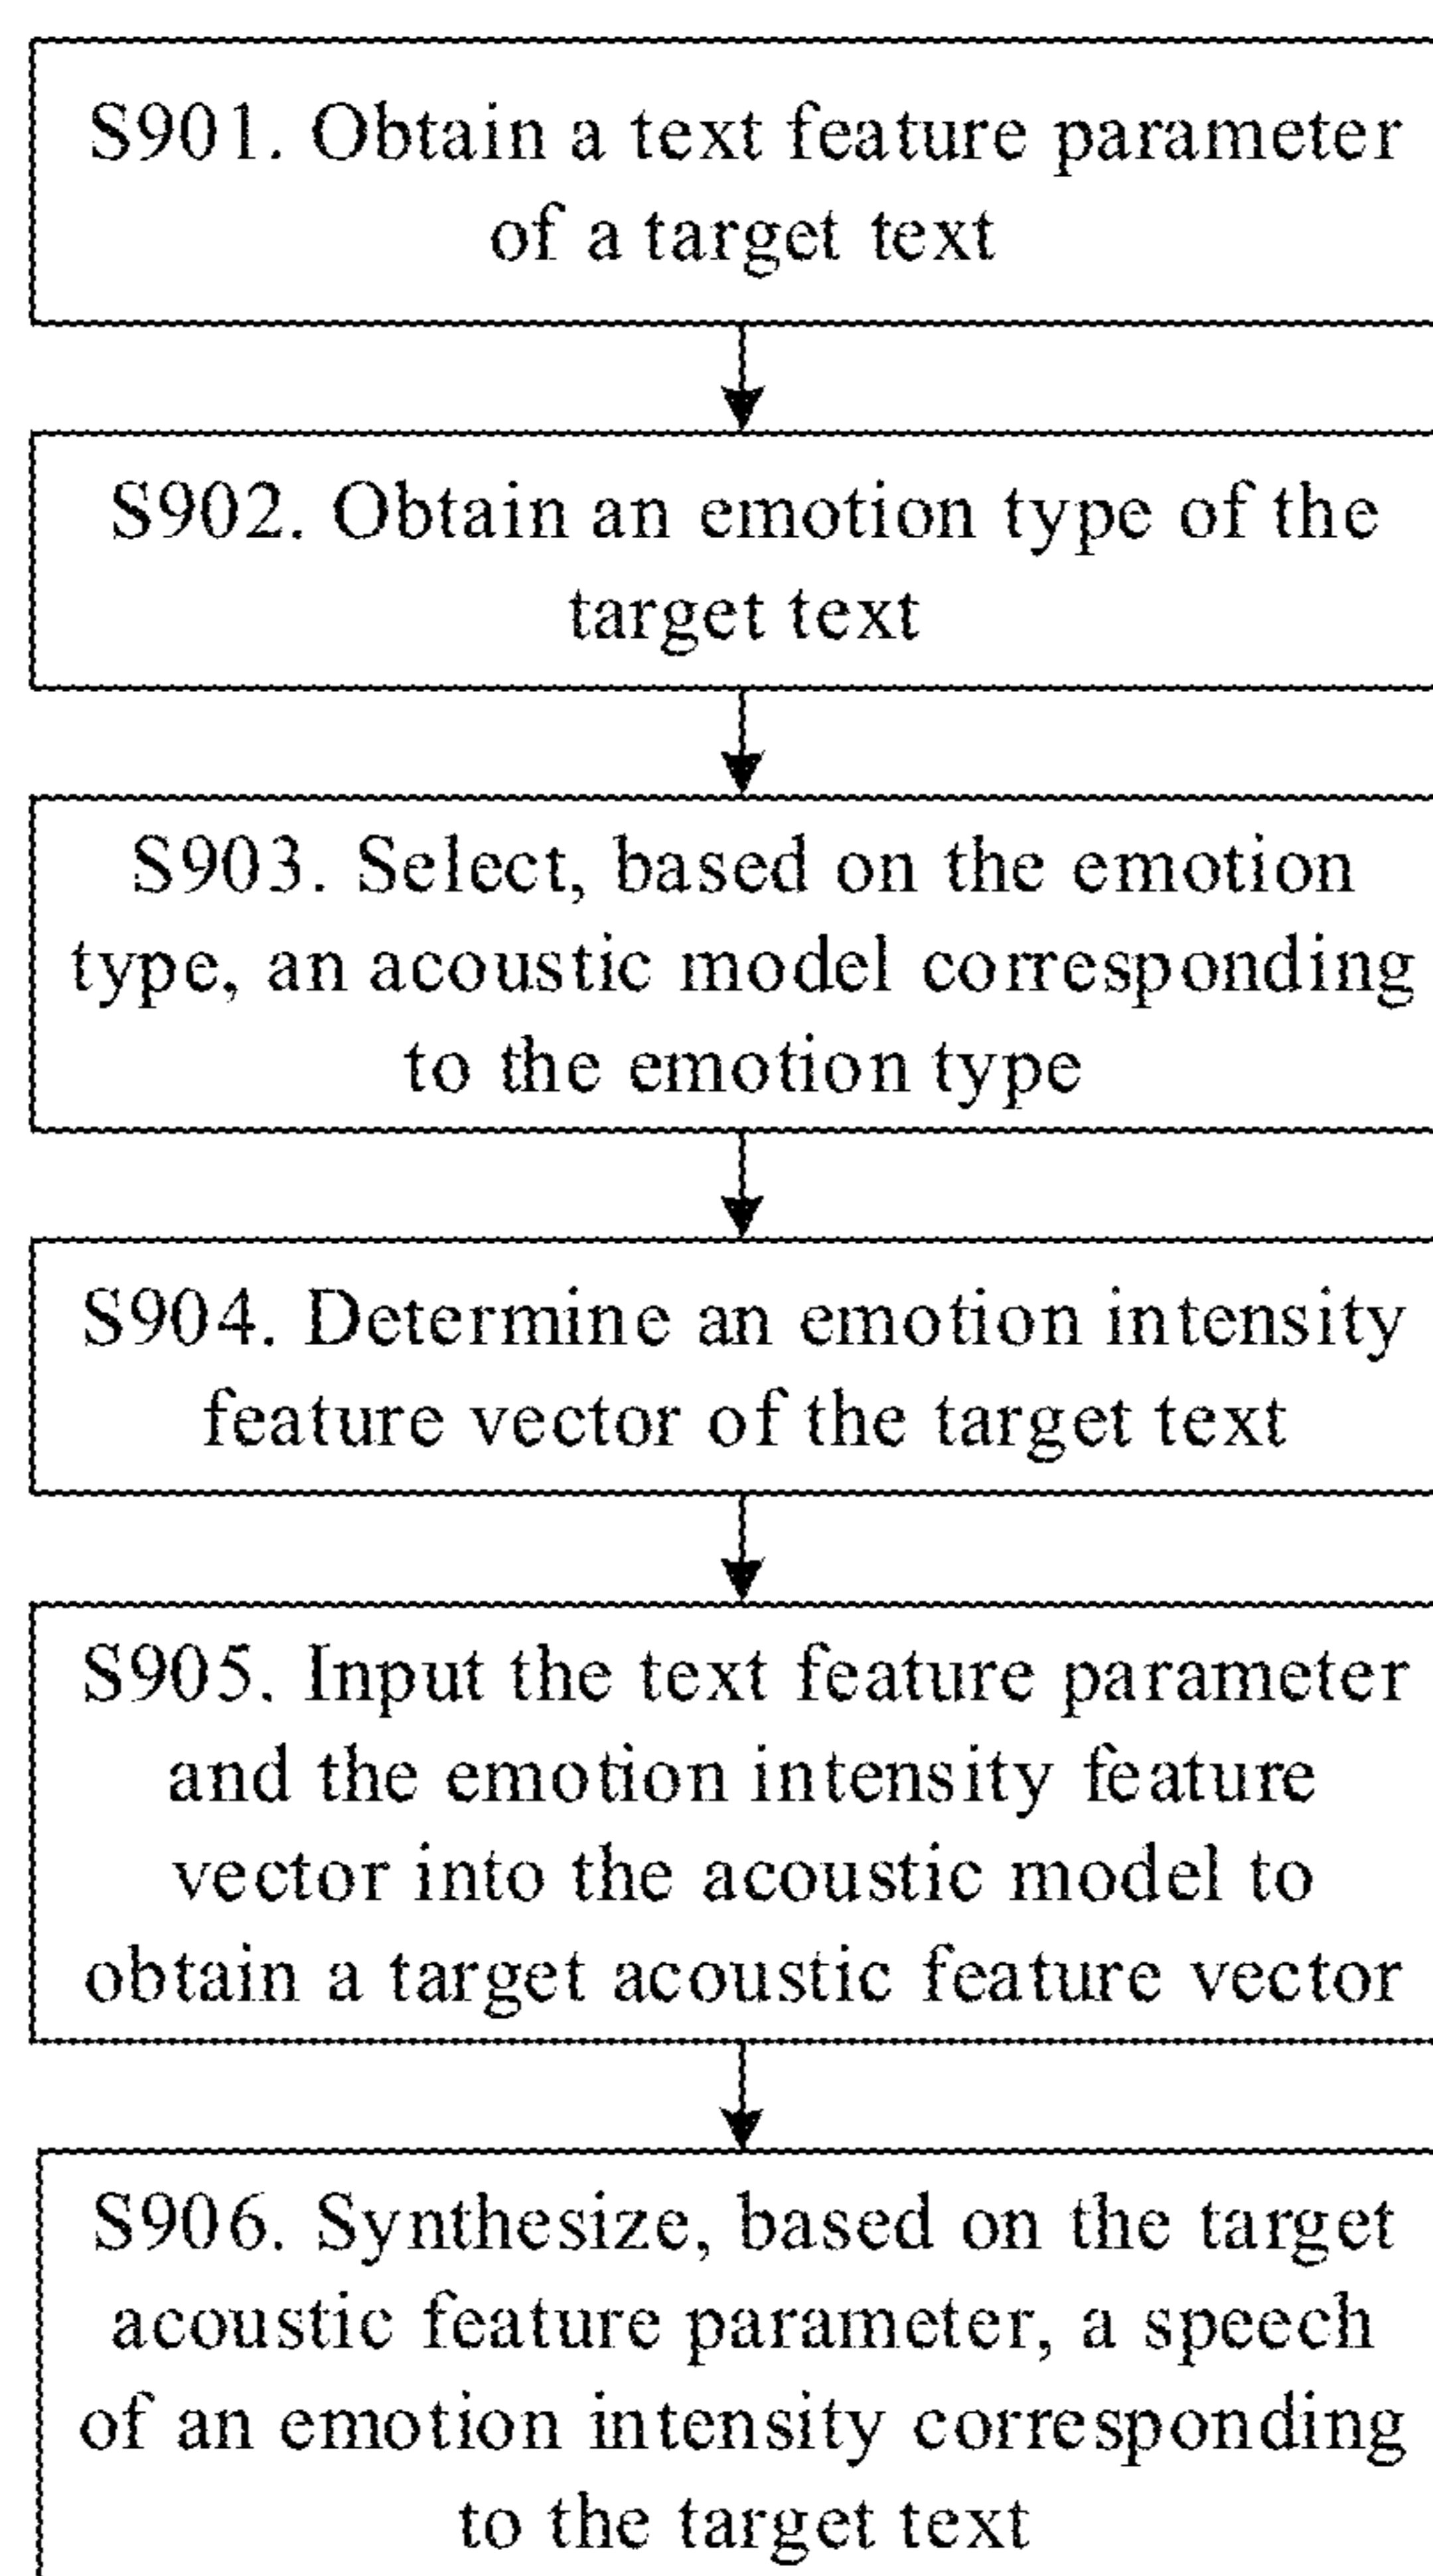 S901. Obtain a text feature parameter
of a target text
S902. Obtain an emotion type of the
target text
S903. Select, based on the emotion
type, an acoustic model corresponding
to the emotion type
S904. Determine an emotion intensity
feature vector of the target text
S905. Input the text feature parameter
and the emotion intensity feature
vector into the acoustic model to
obtain a target acoustic feature vector
S906. Synthesize, based on the target
acoustic feature parameter, a speech
of an emotion intensity corresponding
to the target text